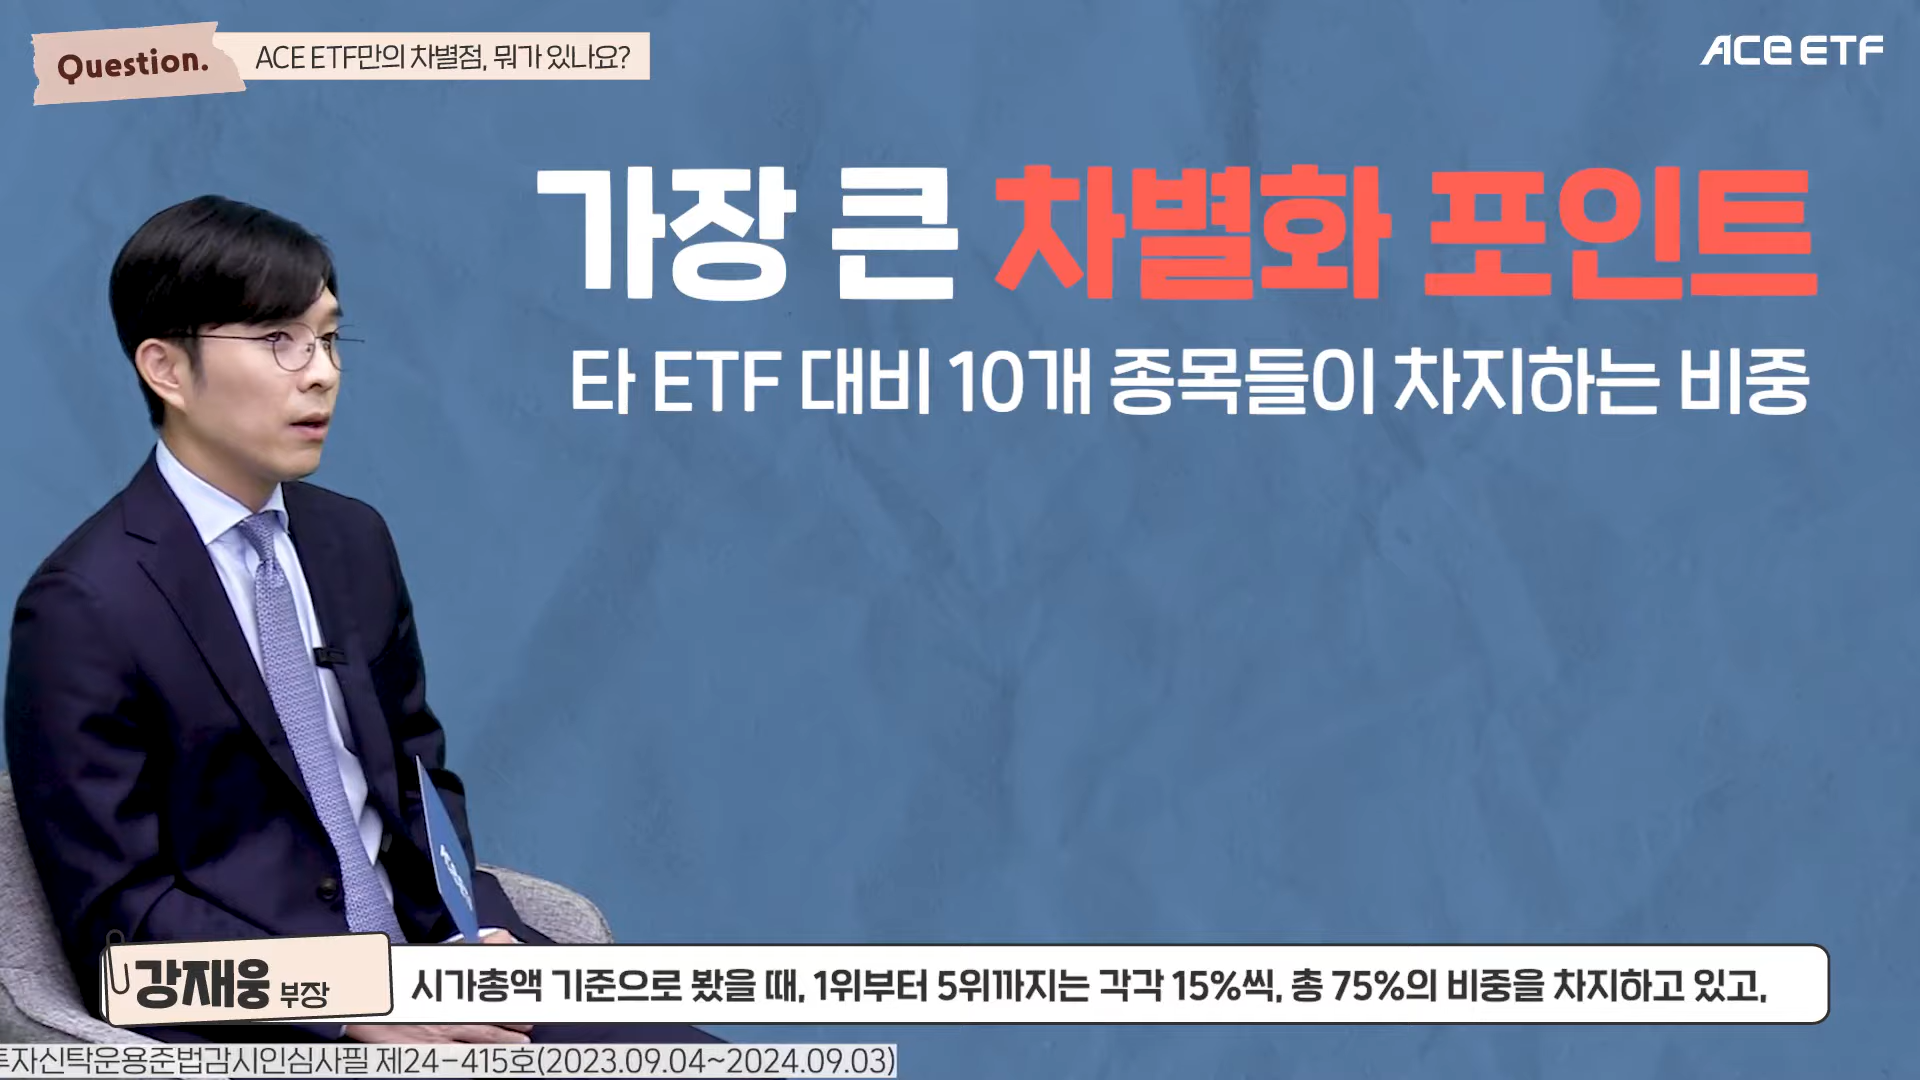 Question.
ACE ETF만의 차별점, 뭐가 있나요?
ACE ETF
가장 큰 차별화 포인트
타 ETF 대비 10개 종목들이 차지하는 비중
강재웅 부장
시가총액 기준으로 봤을 때, 1위부터 5위까지는 각각 15%씩, 총 75%의 비중을 차지하고 있고,
투자신탁운용준법감시인심사필 제24-415호(2023.09.04~2024.09.03)